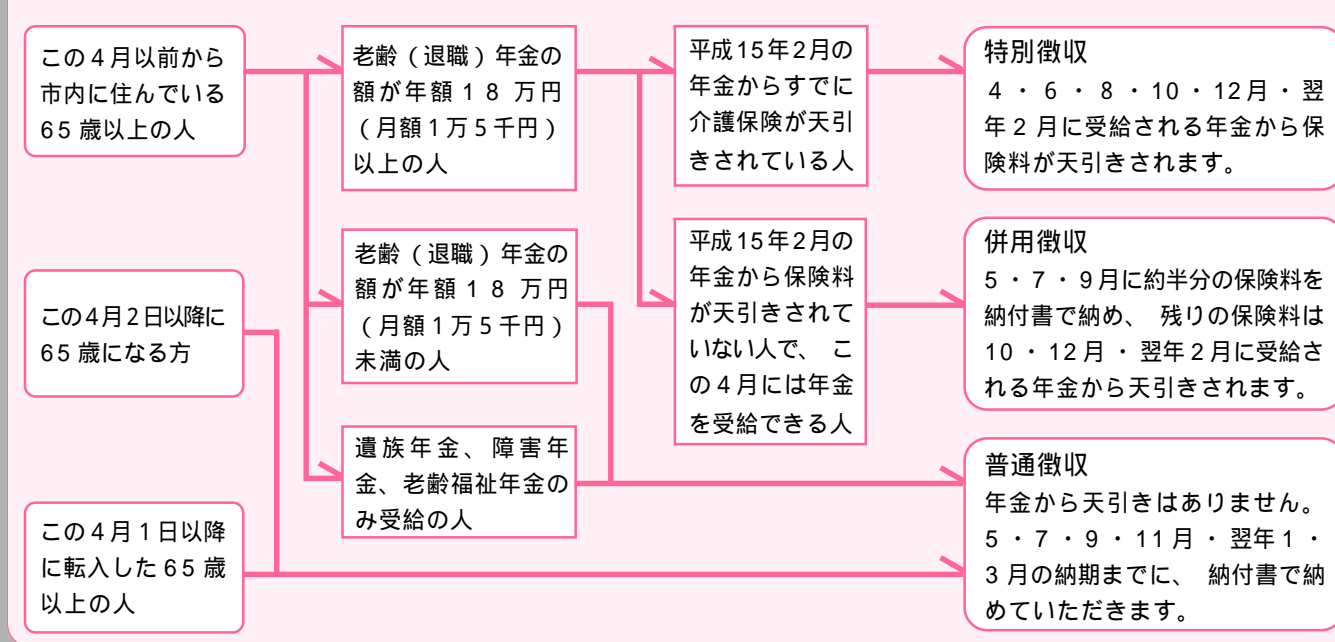 この4月以前から
市内に住んでいる
65歳以上の人
この4月2日以降に
65歳になる方
この4月1日以降
に転入した65歳
以上の人
老齢（退職）年金の
額が年額18万円
（月額1万5千円）
以上の人
老齢（退職）年金の
額が年額18万円
（月額1万5千円）
未満の人
遺族年金、障害年
金、老齢福祉年金の
み受給の人
平成15年2月の
年金からすでに
介護保険が天引
きされている人
平成15年2月の
年金から保険料
が天引きされて
いない人で、こ
の4月には年金
を受給できる人
特別徴収
4・6・8・10・12月・翌
年2月に受給される年金から保
険料が天引きされます。
併用徴収
5・7・9月に約半分の保険料を
納付書で納め、残りの保険料は
10・12月・翌年2月に受給さ
れる年金から天引きされます。
普通徴収
年金から天引きはありません。
5・7・9・11月・翌年1・
3月の納期までに、納付書で納
めていただきます。